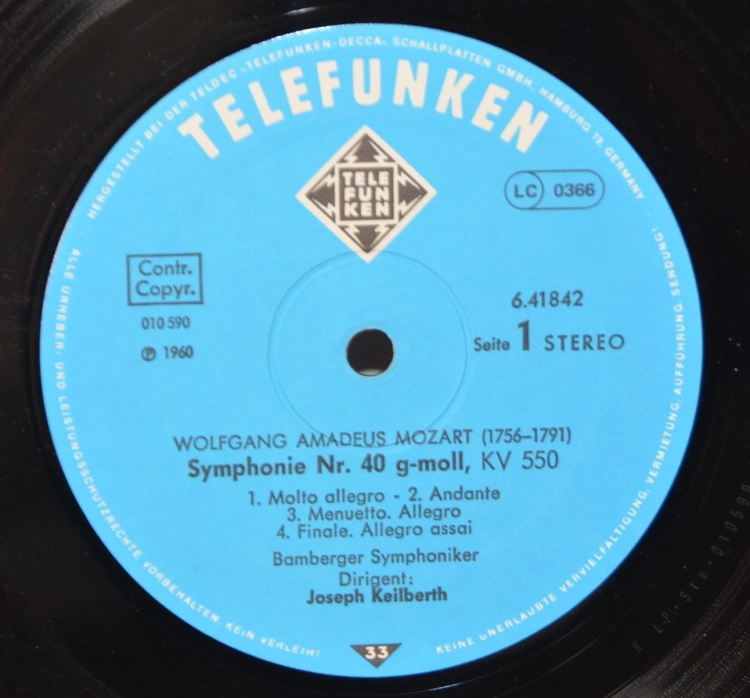 HERGESTELLT BEI DER TELDEC »TELEFUNKEN-DECCA« SCHALLPLATTEN GMBH, HAMBURG 19, GERMANY
TELEFUNKEN
TELE
FUN
KEN
LC 0366
Contr.
Copyr.
010 590
℗ 1960
6.41842
Seite 1 STEREO
WOLFGANG AMADEUS MOZART (1756–1791)
Symphonie Nr. 40 g-moll, KV 550
1. Molto allegro - 2. Andante
3. Menuetto. Allegro
4. Finale. Allegro assai
Bamberger Symphoniker
Dirigent:
Joseph Keilberth
33
ALLE URHEBER- UND LEISTUNGSSCHUTZRECHTE VORBEHALTEN. KEIN VERLEIH!
KEINE UNERLAUBTE VERVIELFÄLTIGUNG, VERMIETUNG, AUFFÜHRUNG, SENDUNG!